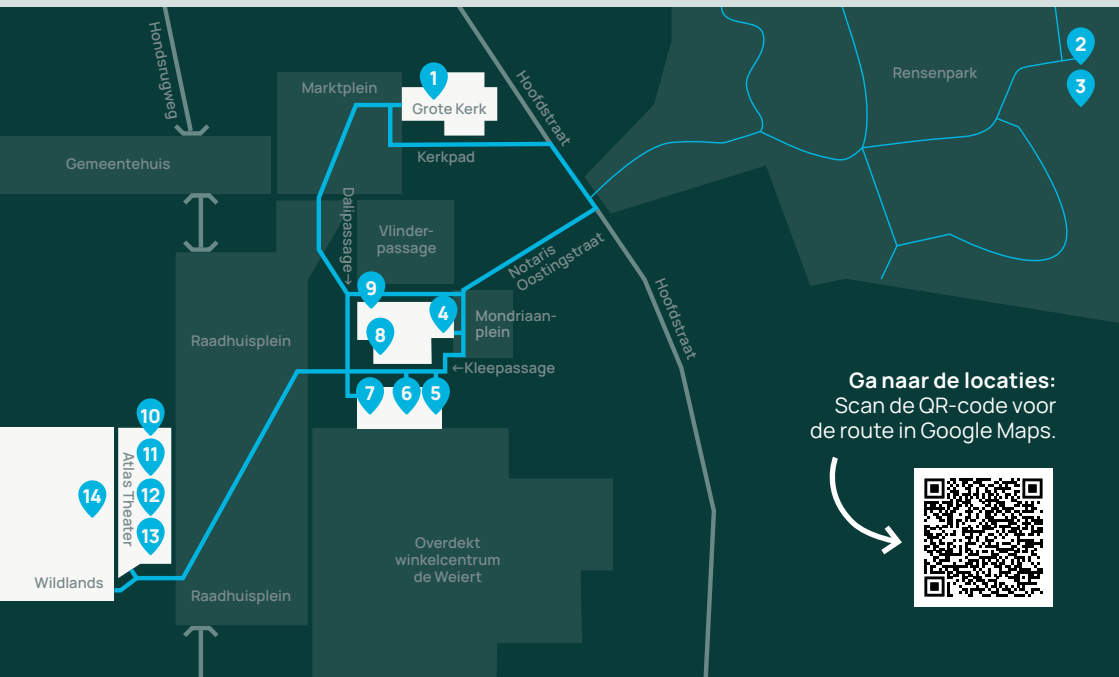 Hondsrugweg
Marktplein
1
Grote Kerk
Hoofdstraat
Rensenpark
2
3
Gemeentehuis
Kerkpad
Dalipassage→
Vlinder-
passage
Notaris
Oostingstraat
9
4
8
Mondriaan-
plein
Hoofdstraat
Raadhuisplein
←Kleepassage
7
6
5
Ga naar de locaties:
Scan de QR-code voor
de route in Google Maps.
10
11
12
13
14
Atlas Theater
Wildlands
Raadhuisplein
Overdekt
winkelcentrum
de Weiert